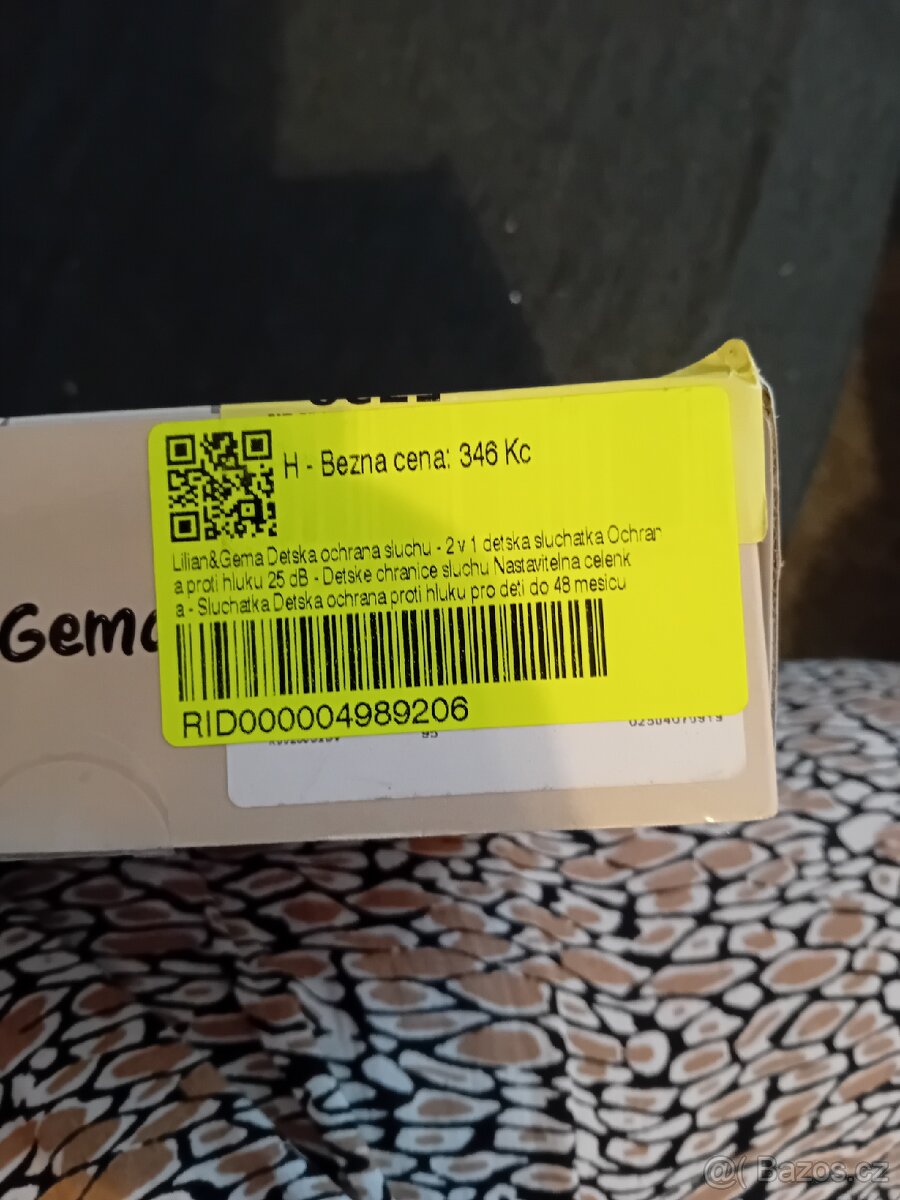 H - Bezna cena: 346 Kc
Lilian&Gema Detska ochrana sluchu - 2 v 1 detska sluchatka Ochran
a proti hluku 25 dB - Detske chranice sluchu Nastavitelna celenk
a - Sluchatka Detska ochrana proti hluku pro deti do 48 mesicu
Gema
RID000004989206
95
@( Bazos.cz